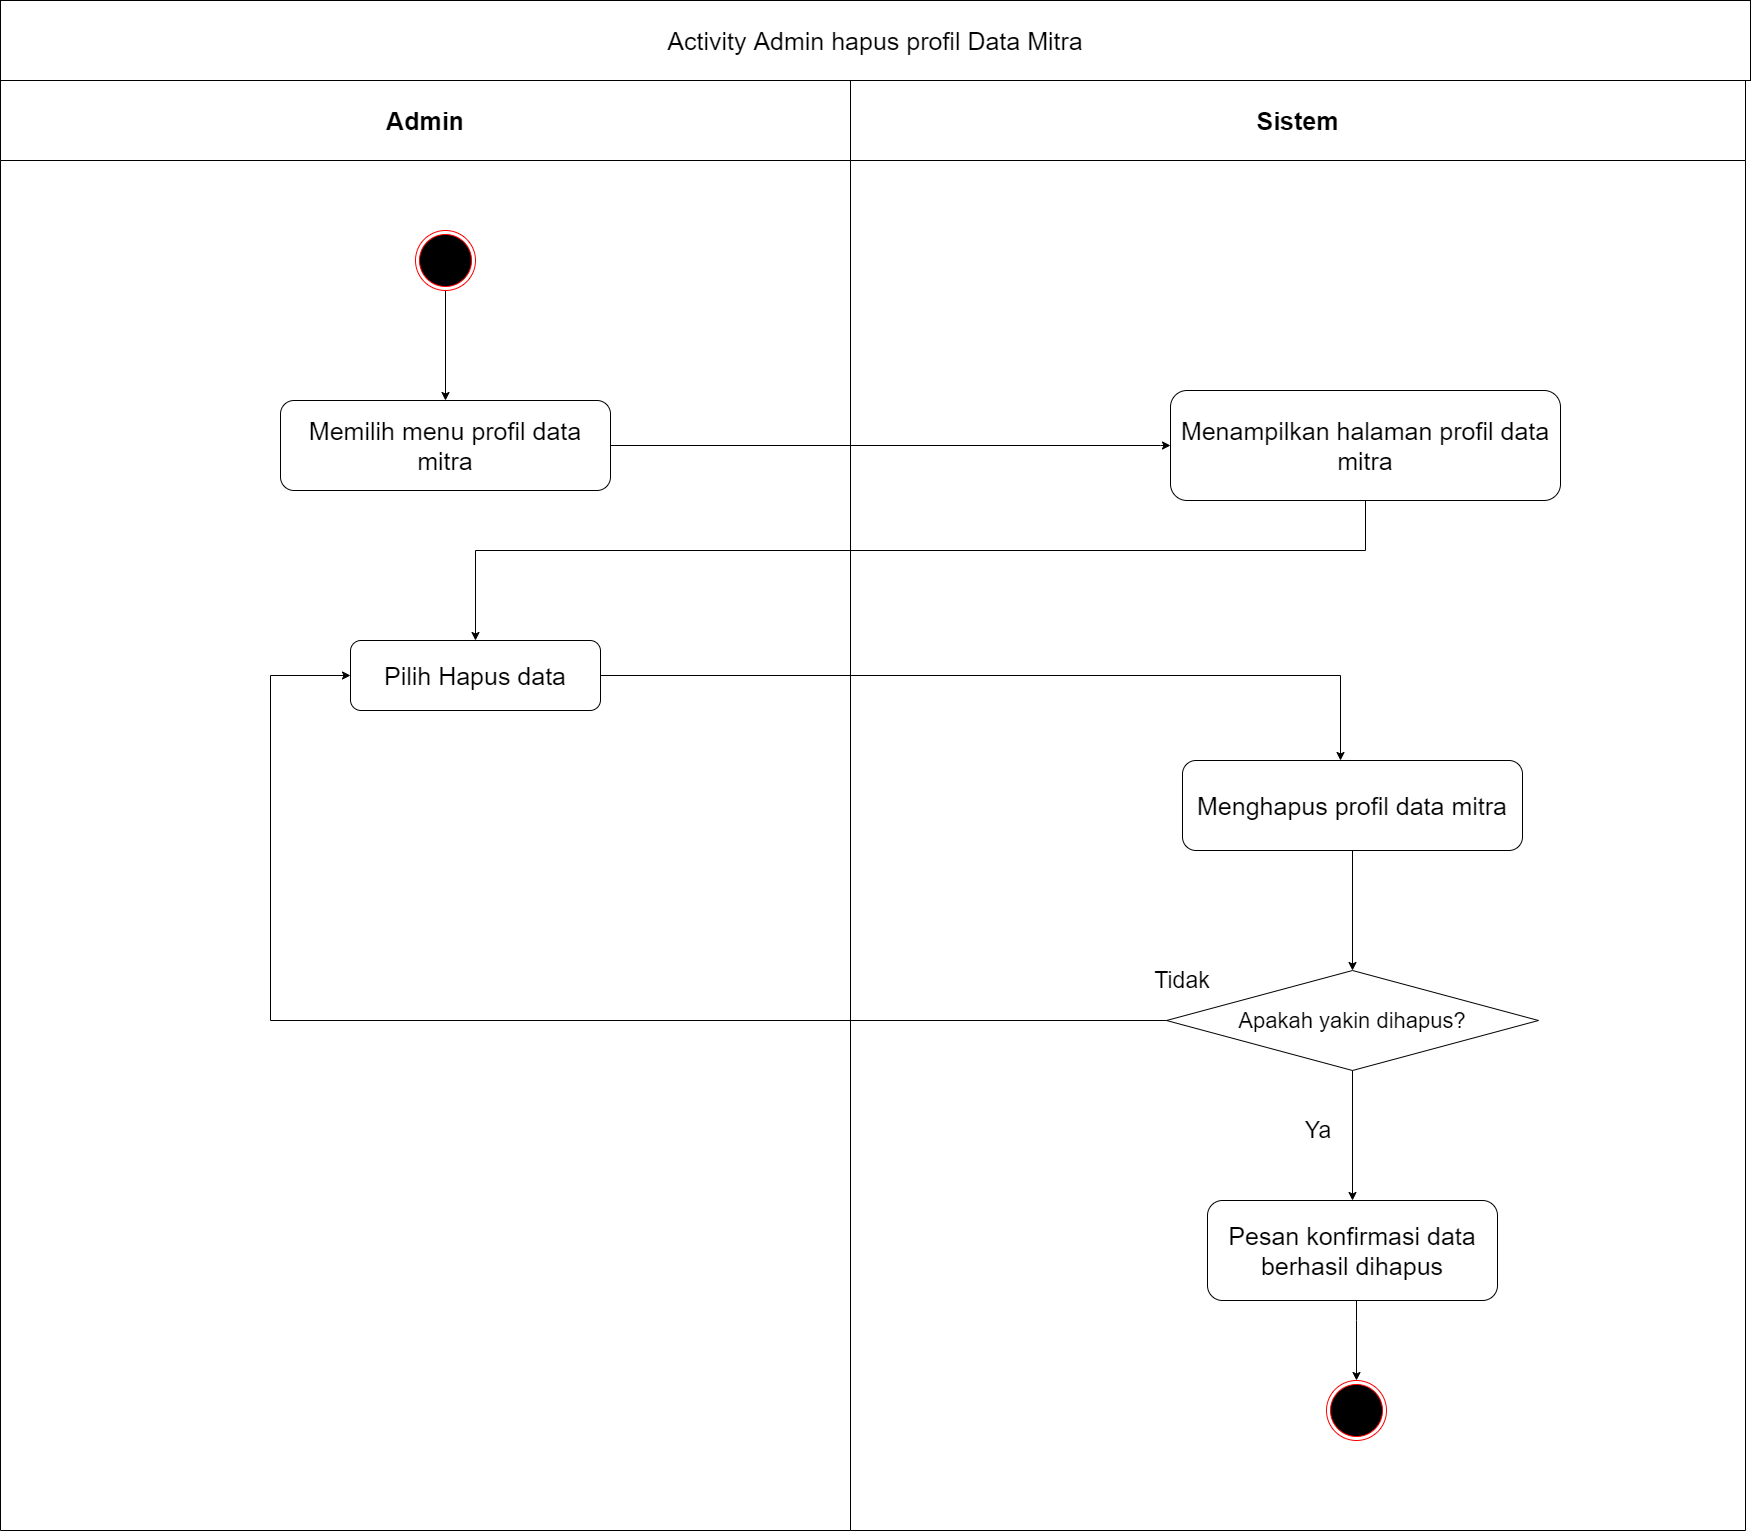 Activity Admin hapus profil Data Mitra
Admin
Sistem
Memilih menu profil data
mitra
Menampilkan halaman profil data
mitra
Pilih Hapus data
Menghapus profil data mitra
Tidak
Apakah yakin dihapus?
Ya
Pesan konfirmasi data
berhasil dihapus